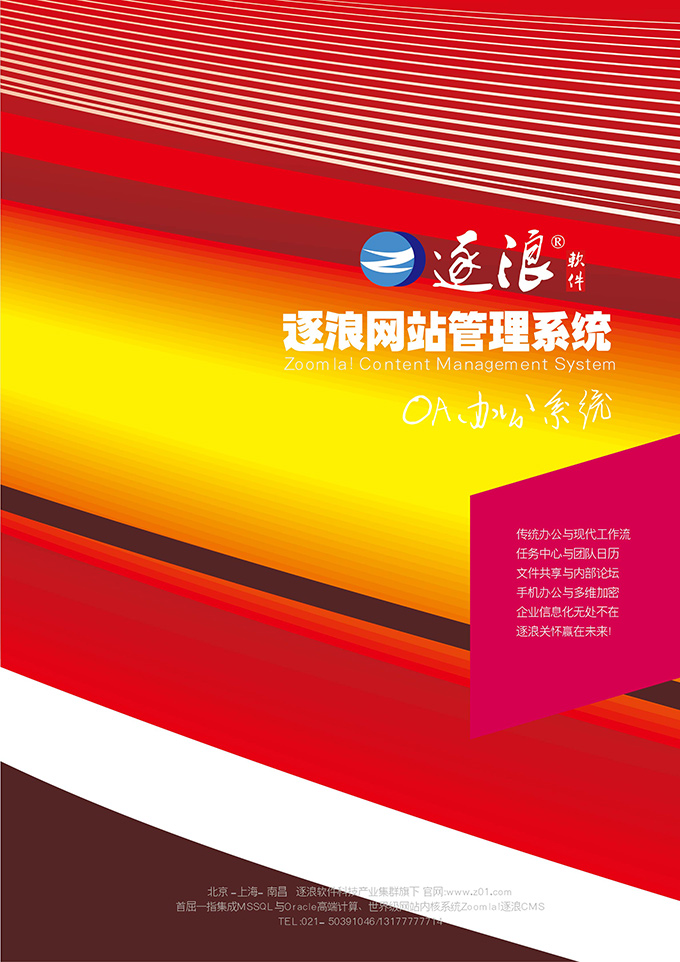 逐浪®
軟件
逐浪网站管理系统
Zoomla! Content Management System
OA办公系统
传统办公与现代工作流
任务中心与团队日历
文件共享与内部论坛
手机办公与多维加密
企业信息化无处不在
逐浪关怀赢在未来!
北京-上海-南昌 逐浪软件科技产业集群旗下 官网:www.z01.com
首屈一指集成MSSQL与Oracle高端计算、世界级网站内核系统Zoomla!逐浪CMS
TEL:021-50391046/13177777714